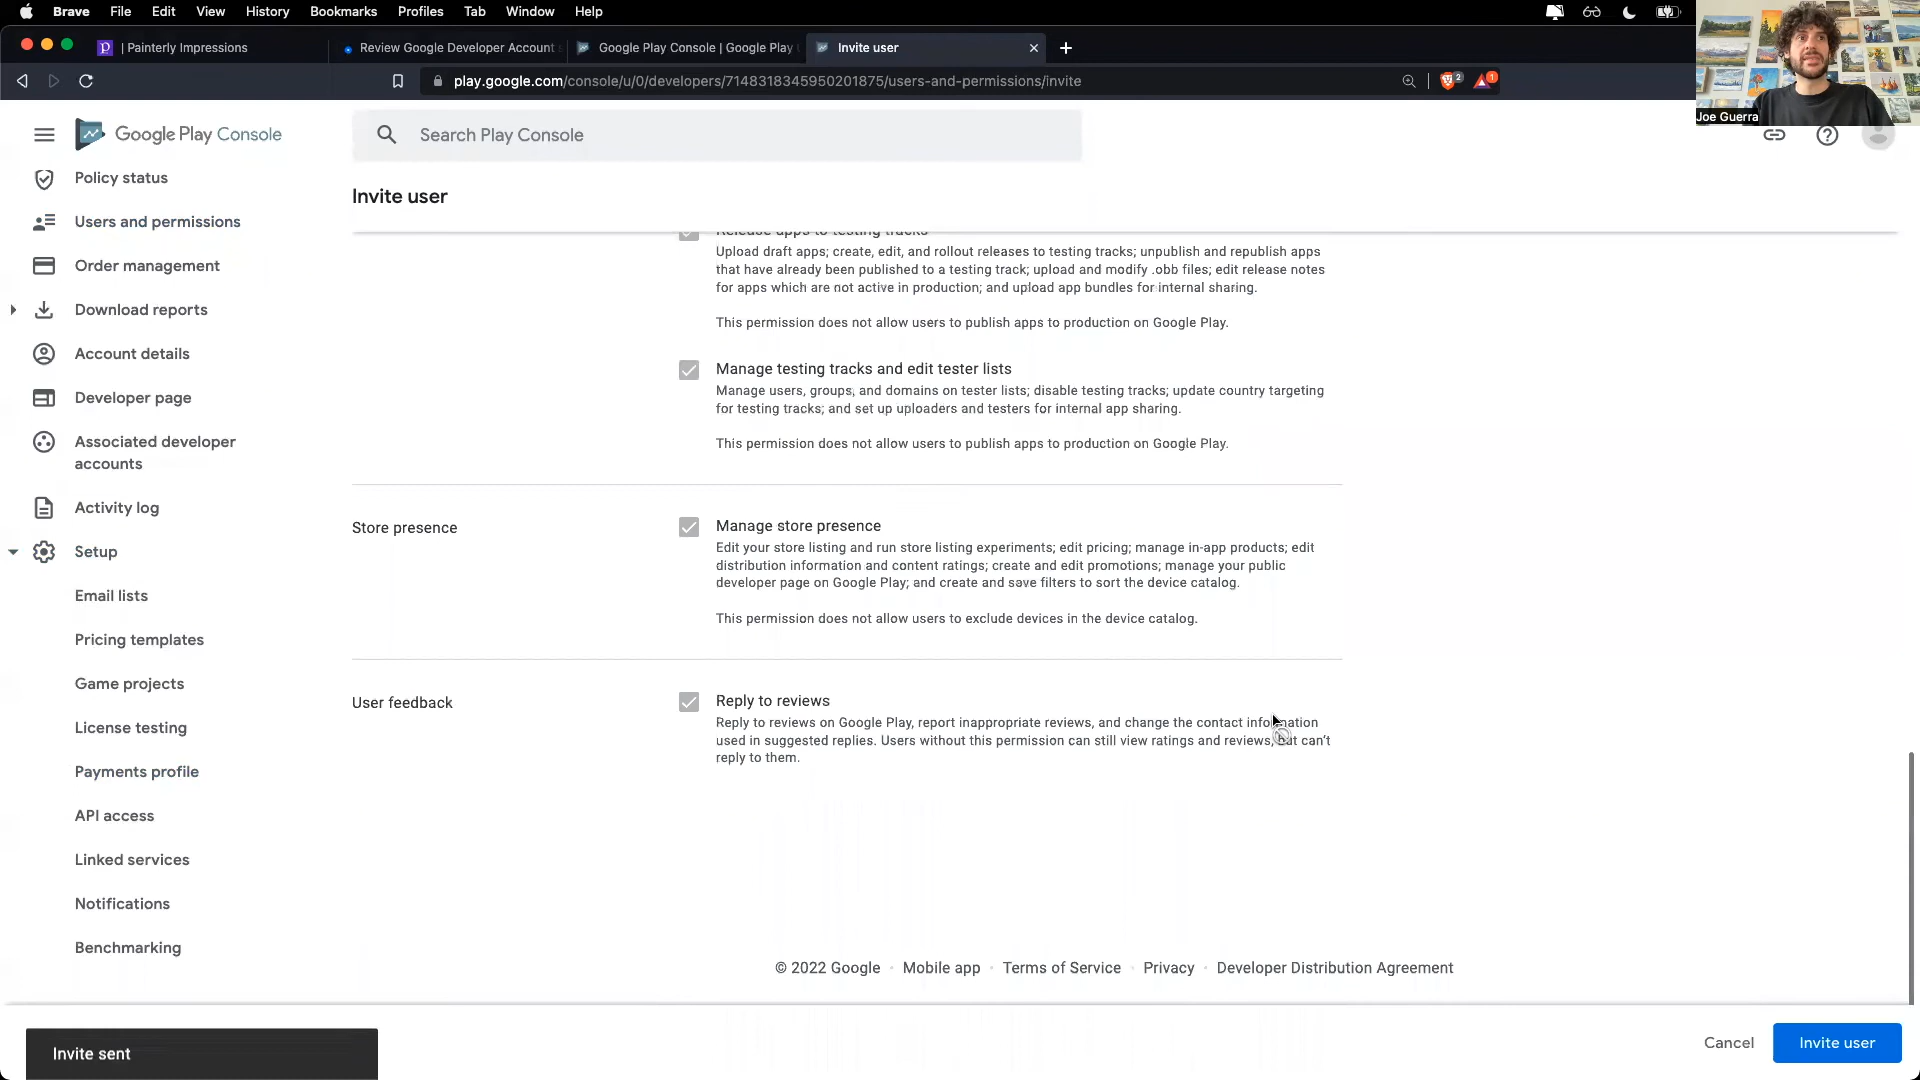 Brave File Edit View History Bookmarks Profiles Tab Window Help
| Painterly Impressions
Review Google Developer Account
Google Play Console | Google Play
Invite user
play.google.com/console/u/0/developers/7148318345950201875/users-and-permissions/invite
2
1
Joe Guerra
Google Play Console
Search Play Console
Policy status
Users and permissions
Order management
Download reports
Account details
Developer page
Associated developer
accounts
Activity log
Setup
Email lists
Pricing templates
Game projects
License testing
Payments profile
API access
Linked services
Notifications
Benchmarking
Invite user
Release apps to testing tracks
Upload draft apps; create, edit, and rollout releases to testing tracks; unpublish and republish apps
that have already been published to a testing track; upload and modify .obb files; edit release notes
for apps which are not active in production; and upload app bundles for internal sharing.
This permission does not allow users to publish apps to production on Google Play.
Manage testing tracks and edit tester lists
Manage users, groups, and domains on tester lists; disable testing tracks; update country targeting
for testing tracks; and set up uploaders and testers for internal app sharing.
This permission does not allow users to publish apps to production on Google Play.
Store presence
Manage store presence
Edit your store listing and run store listing experiments; edit pricing; manage in-app products; edit
distribution information and content ratings; create and edit promotions; manage your public
developer page on Google Play; and create and save filters to sort the device catalog.
This permission does not allow users to exclude devices in the device catalog.
User feedback
Reply to reviews
Reply to reviews on Google Play, report inappropriate reviews, and change the contact information
used in suggested replies. Users without this permission can still view ratings and reviews, but can't
reply to them.
© 2022 Google · Mobile app · Terms of Service · Privacy · Developer Distribution Agreement
Invite sent
Cancel
Invite user